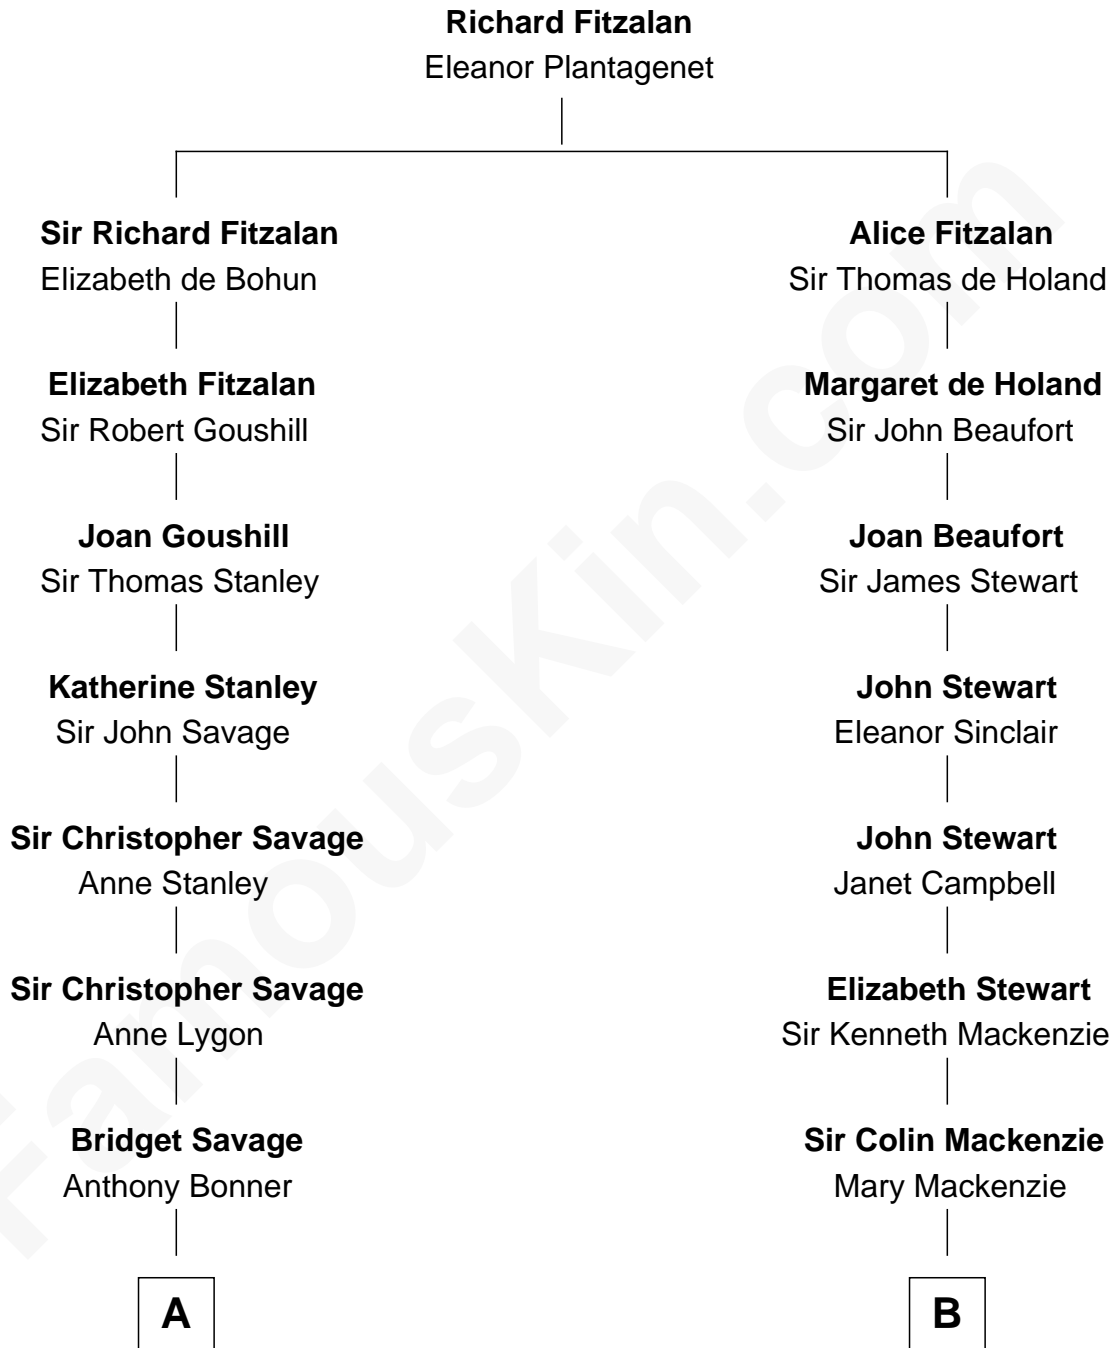 Richard Fitzalan
Eleanor Plantagenet
Sir Richard Fitzalan
Elizabeth de Bohun
Alice Fitzalan
Sir Thomas de Holand
Elizabeth Fitzalan
Sir Robert Goushill
Margaret de Holand
Sir John Beaufort
Joan Goushill
Sir Thomas Stanley
Joan Beaufort
Sir James Stewart
Katherine Stanley
Sir John Savage
John Stewart
Eleanor Sinclair
Sir Christopher Savage
Anne Stanley
John Stewart
Janet Campbell
Sir Christopher Savage
Anne Lygon
Elizabeth Stewart
Sir Kenneth Mackenzie
Bridget Savage
Anthony Bonner
Sir Colin Mackenzie
Mary Mackenzie
A
B
FamousKin.com